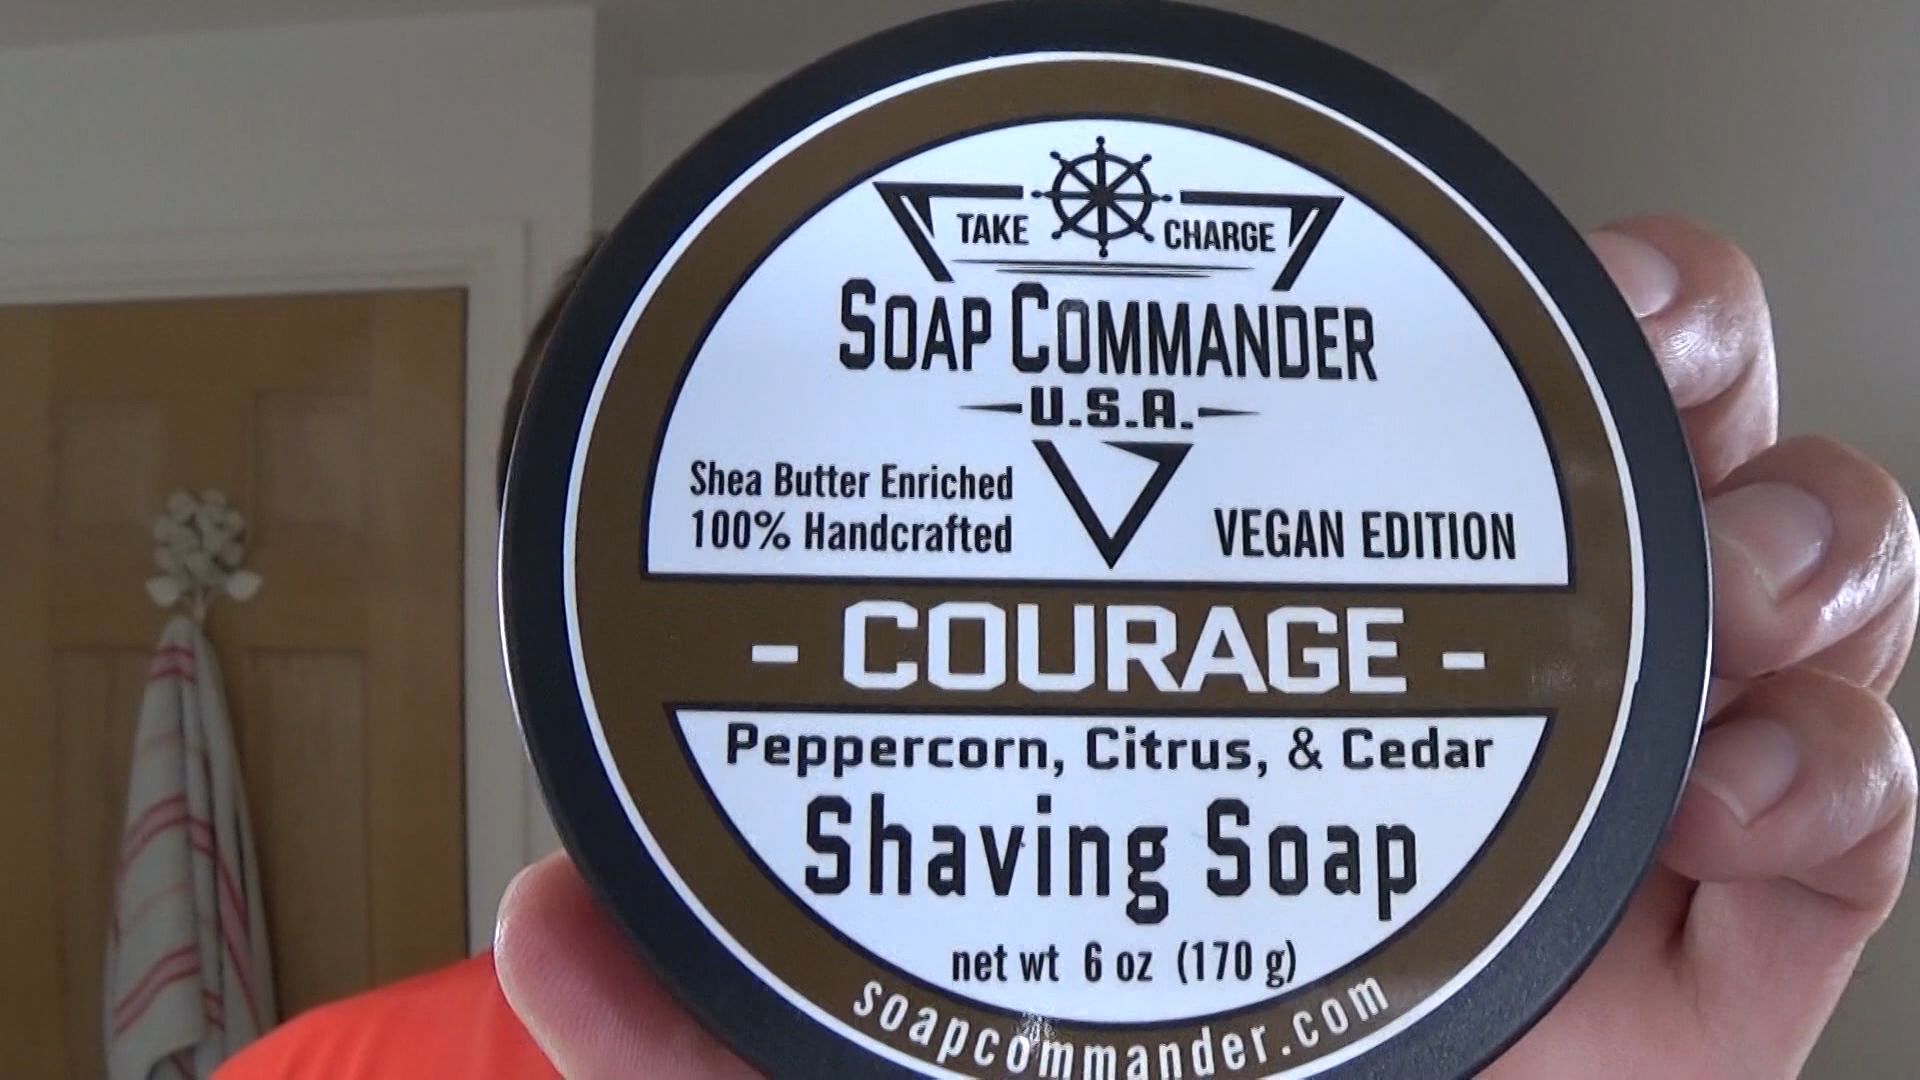 TAKE CHARGE
SOAP COMMANDER
U.S.A.
Shea Butter Enriched
100% Handcrafted
VEGAN EDITION
- COURAGE -
Peppercorn, Citrus, & Cedar
Shaving Soap
net wt 6 oz (170 g)
soapcommander.com